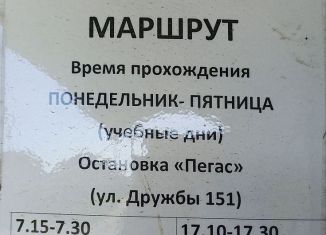 МАРШРУТ
Время прохождения
ПОНЕДЕЛЬНИК- ПЯТНИЦА
(учебные дни)
Остановка «Пегас»
(ул. Дружбы 151)
7.15-7.30 17.10-17.30